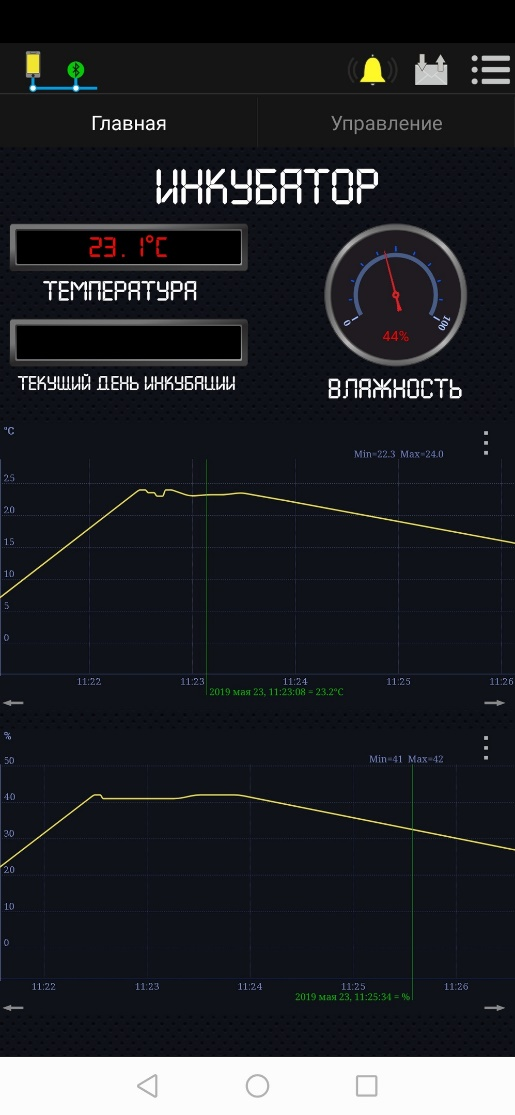 Главная Управление
ИНКУБАТОР
23.1°C
ТЕМПЕРАТУРА
ТЕКУЩИЙ ДЕНЬ ИНКУБАЦИИ
0 100
44%
ВЛАЖНОСТЬ
°C
Min=22.3 Max=24.0
25
20
15
10
5
0
11:22 11:23 11:24 11:25 11:26
2019 мая 23, 11:23:08 = 23.2°C
%
Min=41 Max=42
50
40
30
20
10
0
11:22 11:23 11:24 11:25 11:26
2019 мая 23, 11:25:34 = %